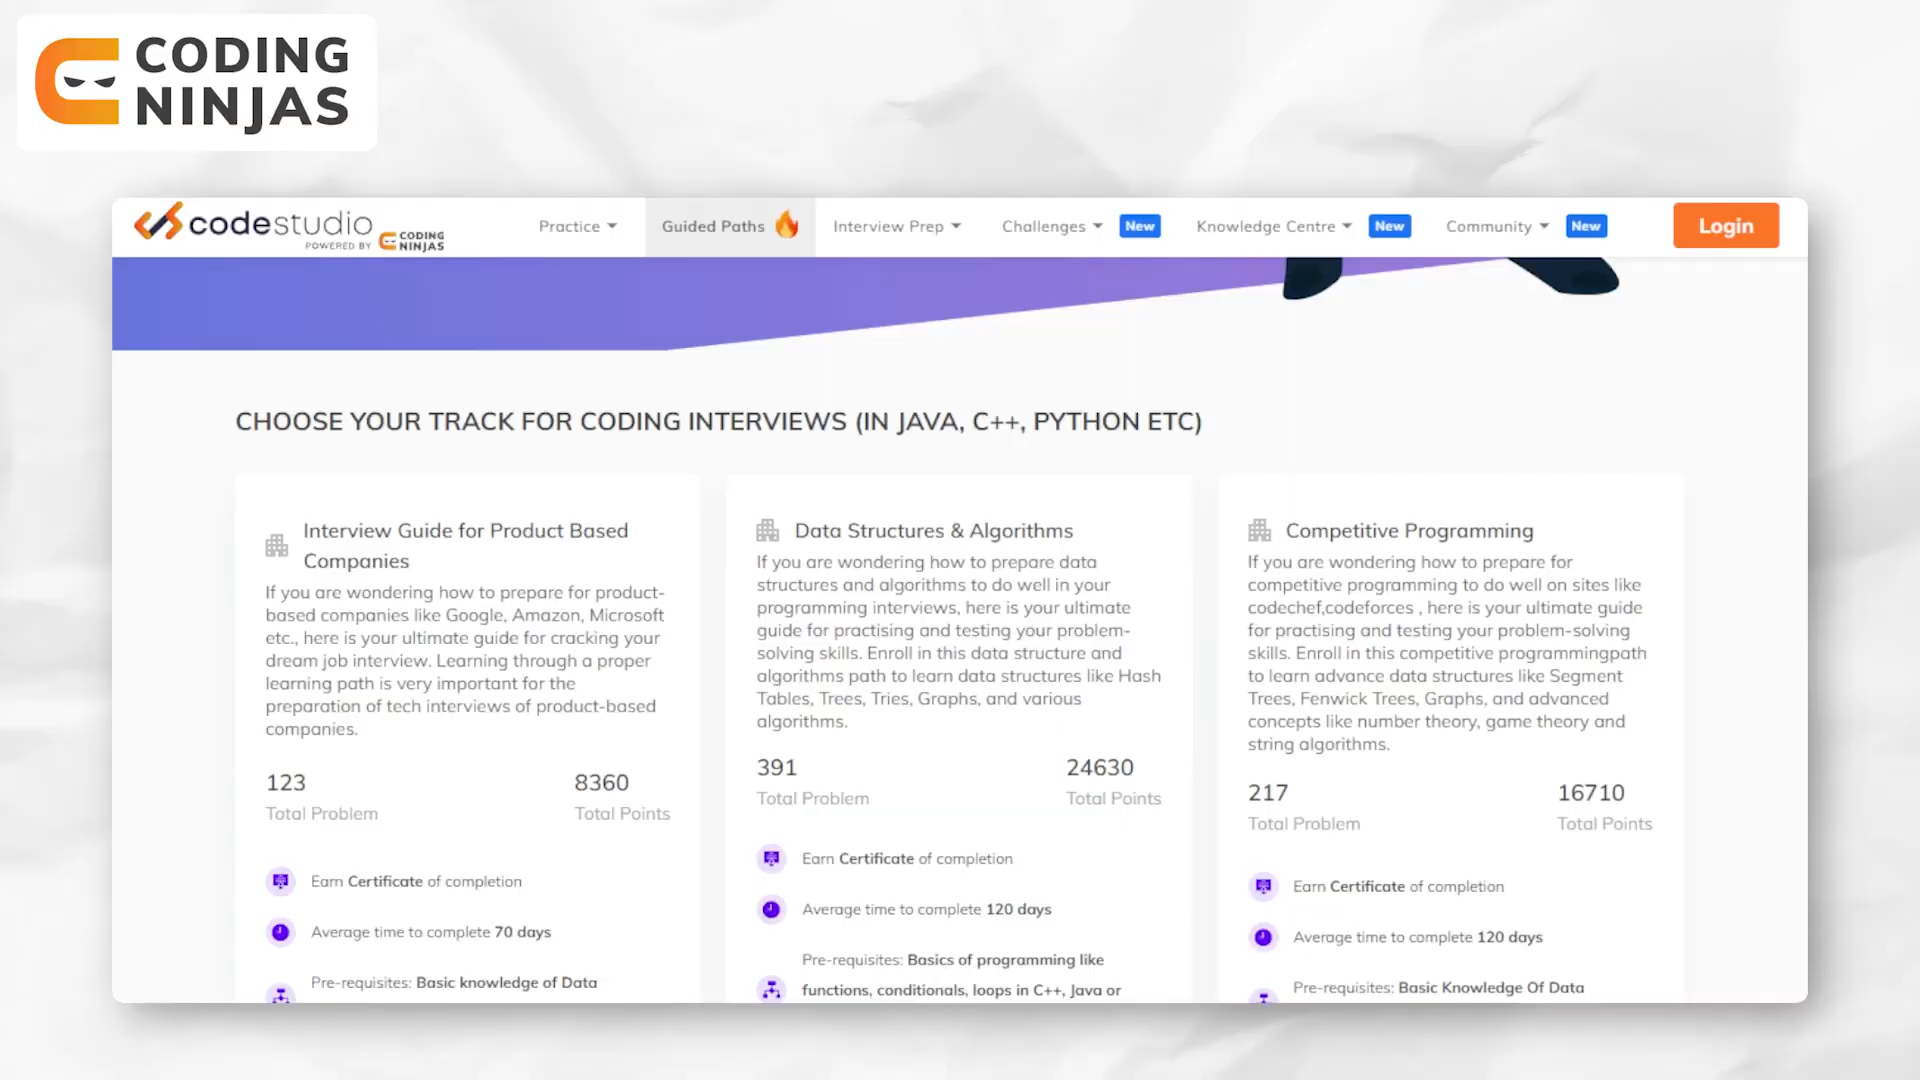 CODING
NINJAS
codestudio
POWERED BY CODING NINJAS
Practice
Guided Paths
Interview Prep
Challenges New
Knowledge Centre New
Community New
Login
CHOOSE YOUR TRACK FOR CODING INTERVIEWS (IN JAVA, C++, PYTHON ETC)
Interview Guide for Product Based
Companies
If you are wondering how to prepare for product-
based companies like Google, Amazon, Microsoft
etc., here is your ultimate guide for cracking your
dream job interview. Learning through a proper
learning path is very important for the
preparation of tech interviews of product-based
companies.
123 8360
Total Problem Total Points
Earn Certificate of completion
Average time to complete 70 days
Pre-requisites: Basic knowledge of Data
Data Structures & Algorithms
If you are wondering how to prepare data
structures and algorithms to do well in your
programming interviews, here is your ultimate
guide for practising and testing your problem-
solving skills. Enroll in this data structure and
algorithms path to learn data structures like Hash
Tables, Trees, Tries, Graphs, and various
algorithms.
391 24630
Total Problem Total Points
Earn Certificate of completion
Average time to complete 120 days
Pre-requisites: Basics of programming like
functions, conditionals, loops in C++, Java or
Competitive Programming
If you are wondering how to prepare for
competitive programming to do well on sites like
codechef,codeforces , here is your ultimate guide
for practising and testing your problem-solving
skills. Enroll in this competitive programmingpath
to learn advance data structures like Segment
Trees, Fenwick Trees, Graphs, and advanced
concepts like number theory, game theory and
string algorithms.
217 16710
Total Problem Total Points
Earn Certificate of completion
Average time to complete 120 days
Pre-requisites: Basic Knowledge Of Data